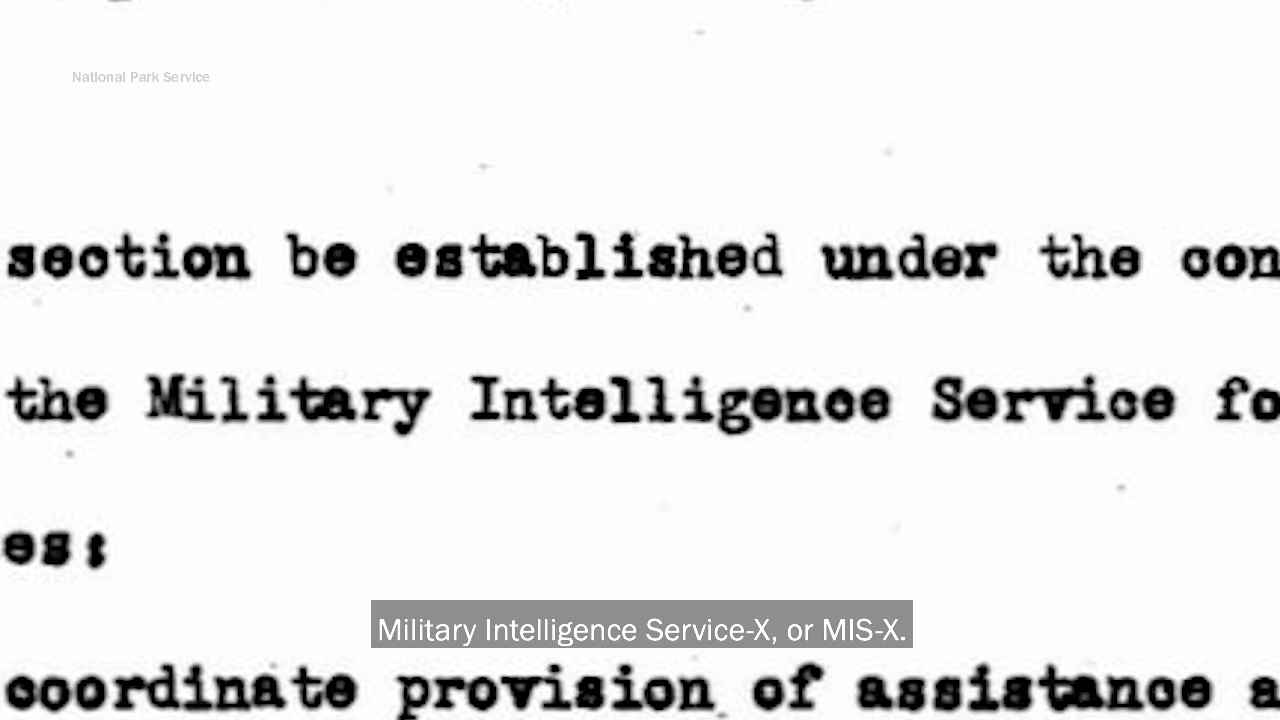 National Park Service
section be established under the con
the Military Intelligence Service fo
es:
Military Intelligence Service-X, or MIS-X.
coordinate provision of assistance a